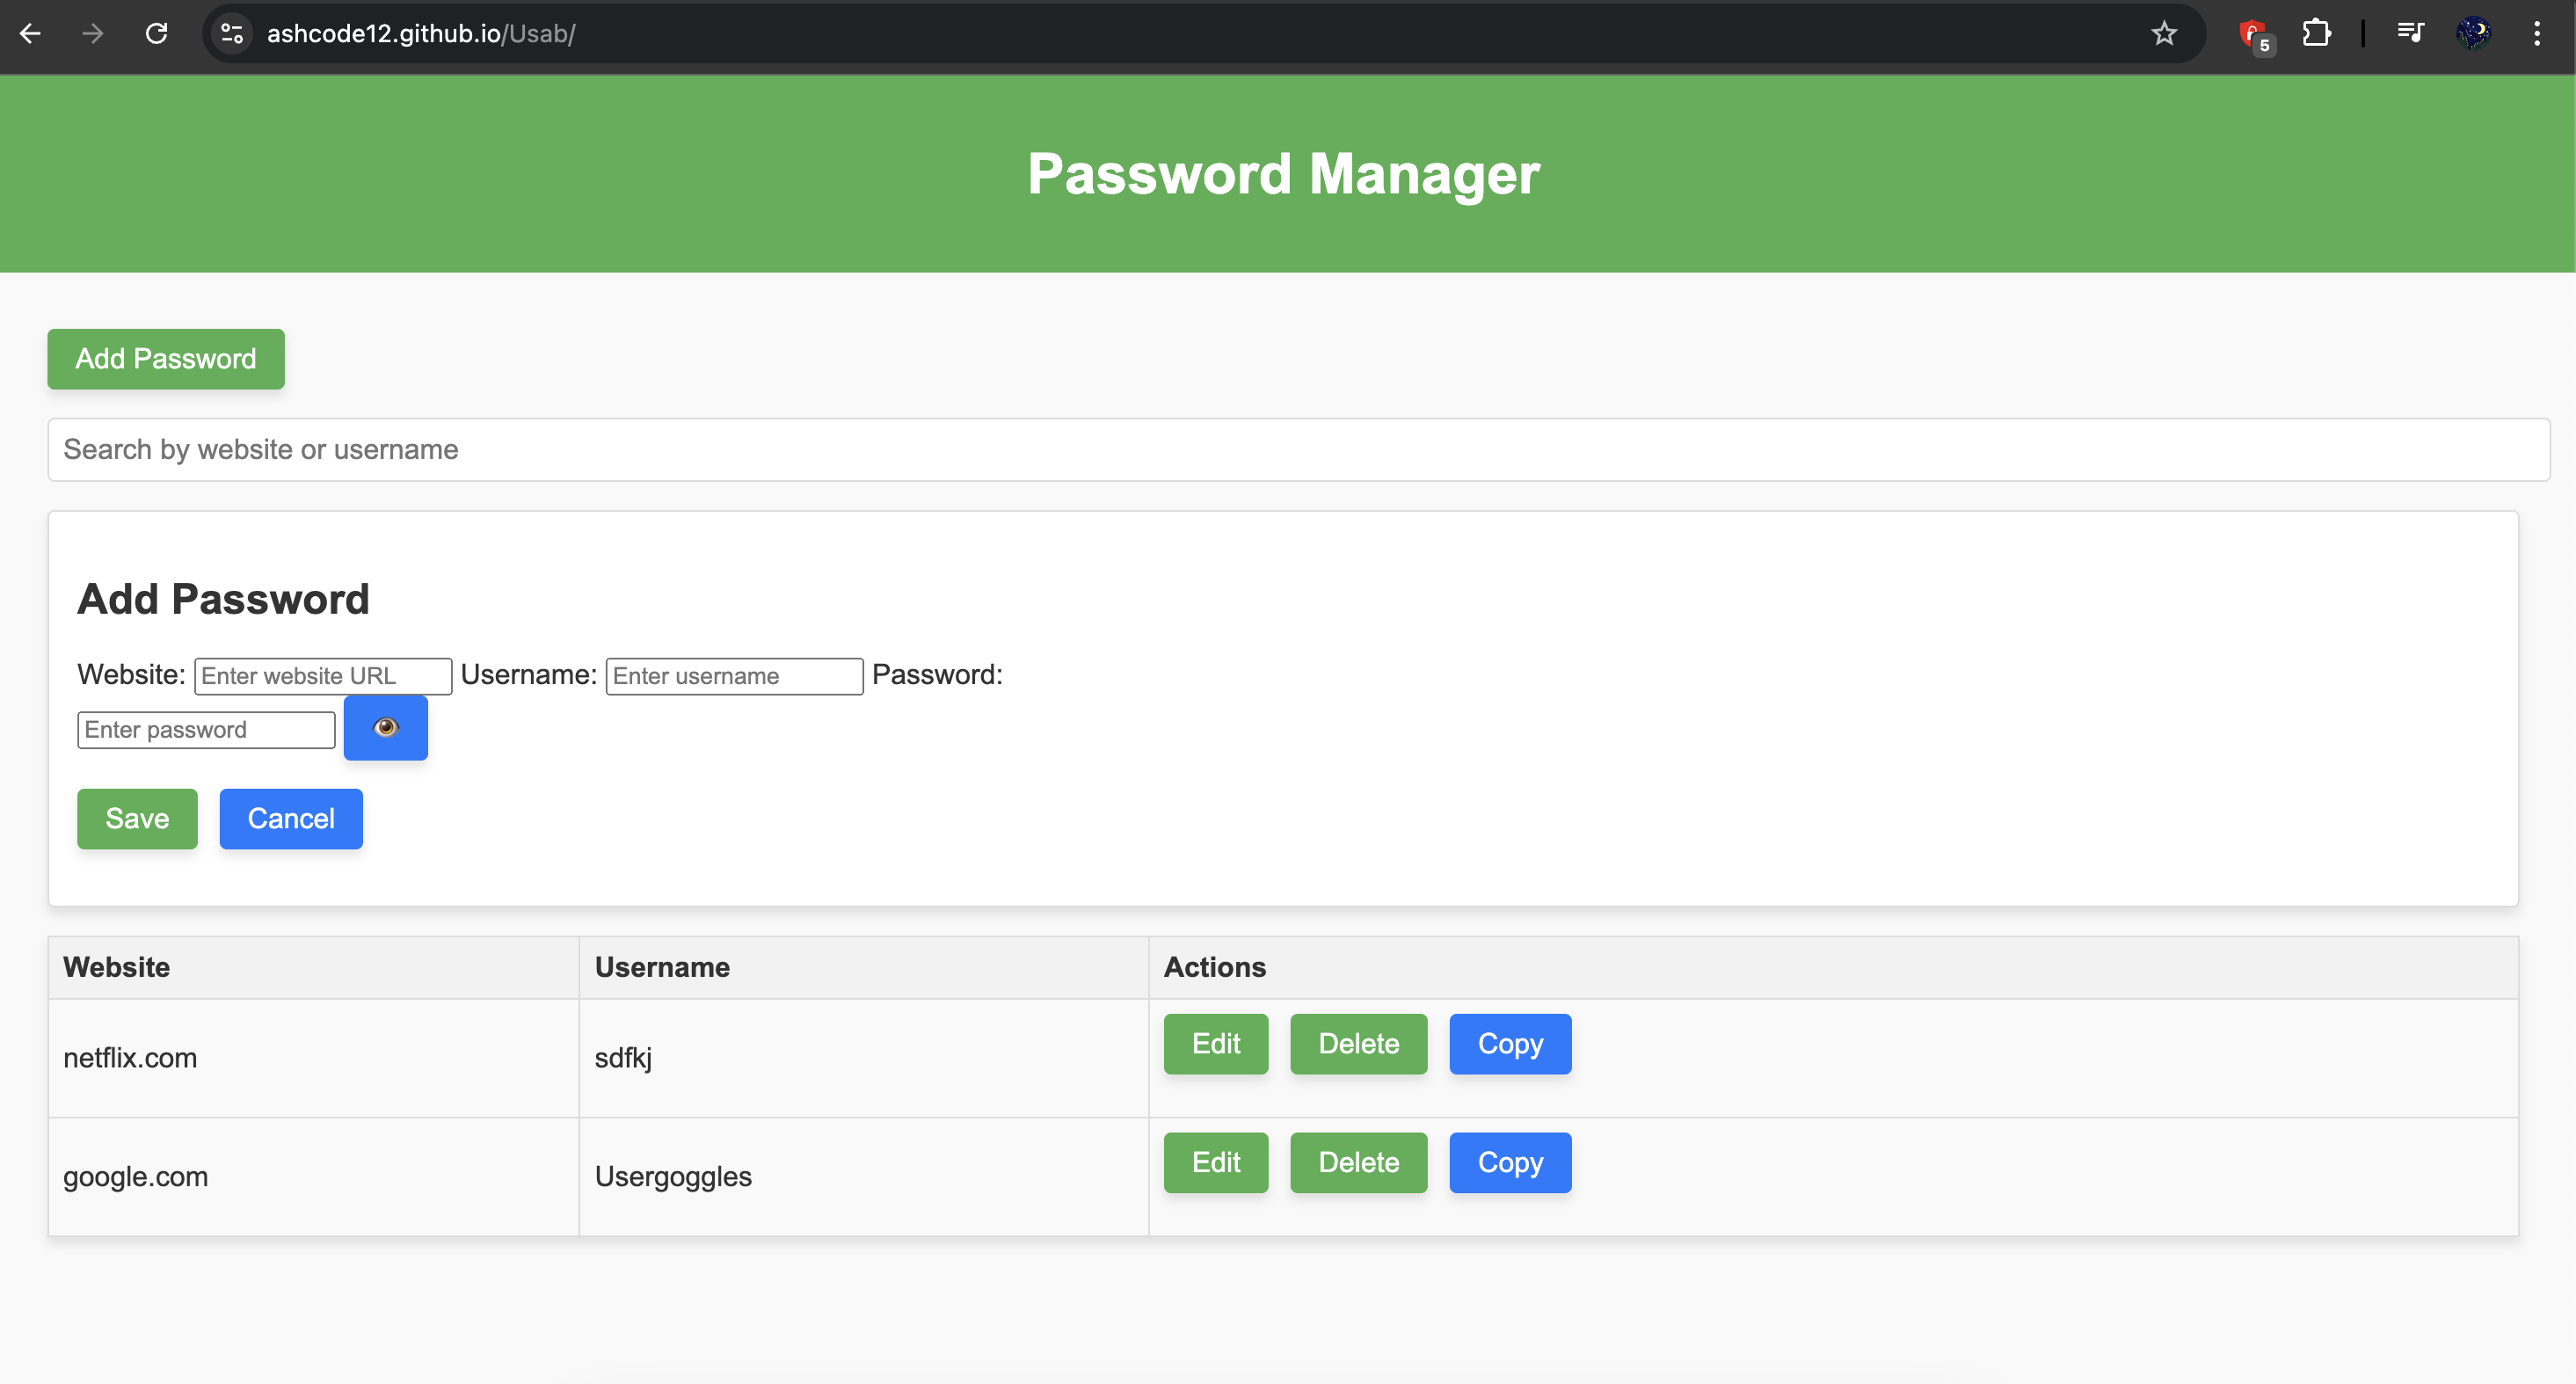 ashcode12.github.io/Usab/
5
Password Manager
Add Password
Search by website or username
Add Password
Website: Enter website URL Username: Enter username Password:
Enter password
Save Cancel
Website Username Actions
netflix.com sdfkj Edit Delete Copy
google.com Usergoggles Edit Delete Copy